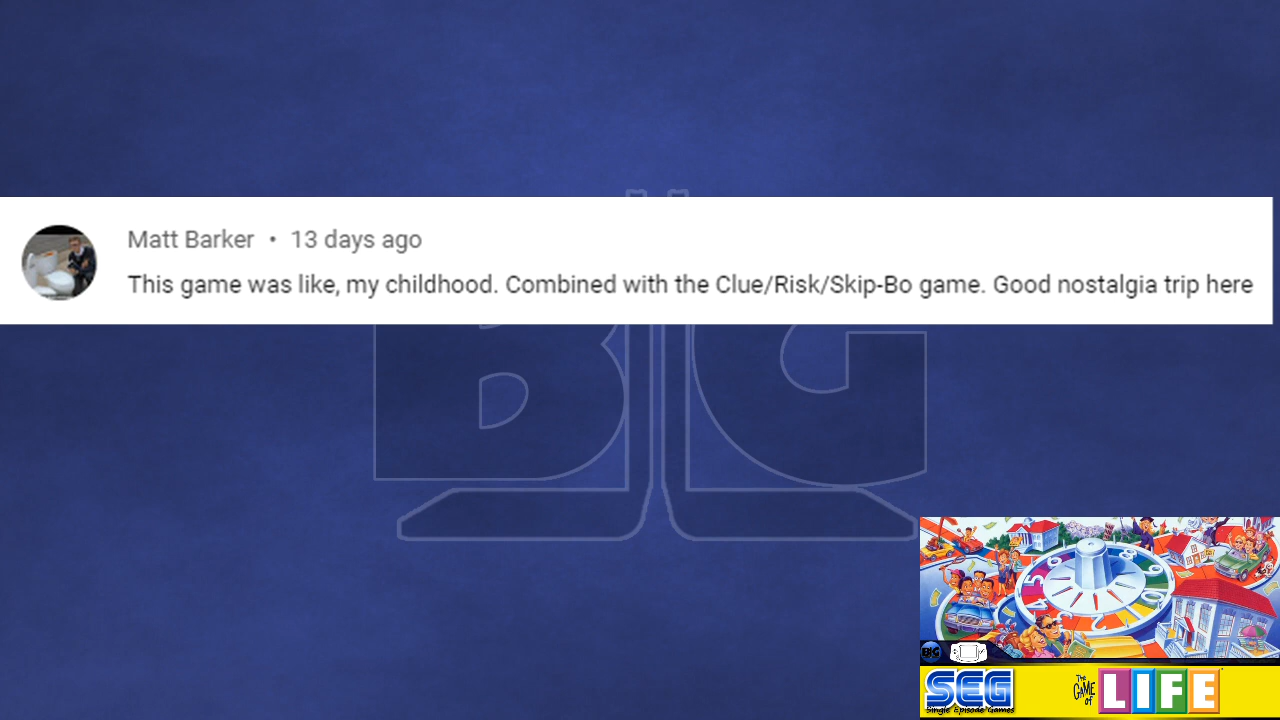 Matt Barker • 13 days ago
This game was like, my childhood. Combined with the Clue/Risk/Skip-Bo game. Good nostalgia trip here
BJG
SEG
Single Episode Games
The GAME of LIFE